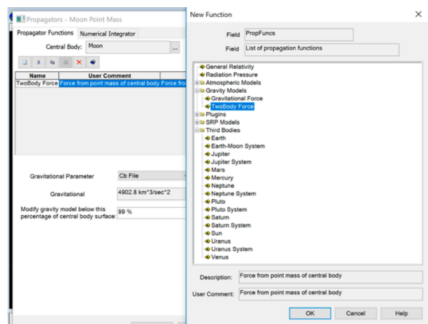 Propagators - Moon Point Mass
Propagator Functions Numerical Integrator
Central Body: Moon ...
Name User Comment
TwoBody Force Force from point mass of central body Force fro
Gravitational Parameter Cb File
Gravitational 4902.8 km^3/sec^2
Modify gravity model below this
percentage of central body surface: 99 %
New Function
Field PropFuncs
Field List of propagation functions
General Relativity
Radiation Pressure
Atmospheric Models
Gravity Models
Gravitational Force
TwoBody Force
Plugins
SRP Models
Third Bodies
Earth
Earth-Moon System
Jupiter
Jupiter System
Mars
Mercury
Neptune
Neptune System
Pluto
Pluto System
Saturn
Saturn System
Sun
Uranus
Uranus System
Venus
Description: Force from point mass of central body
User Comment: Force from point mass of central body
OK Cancel Help